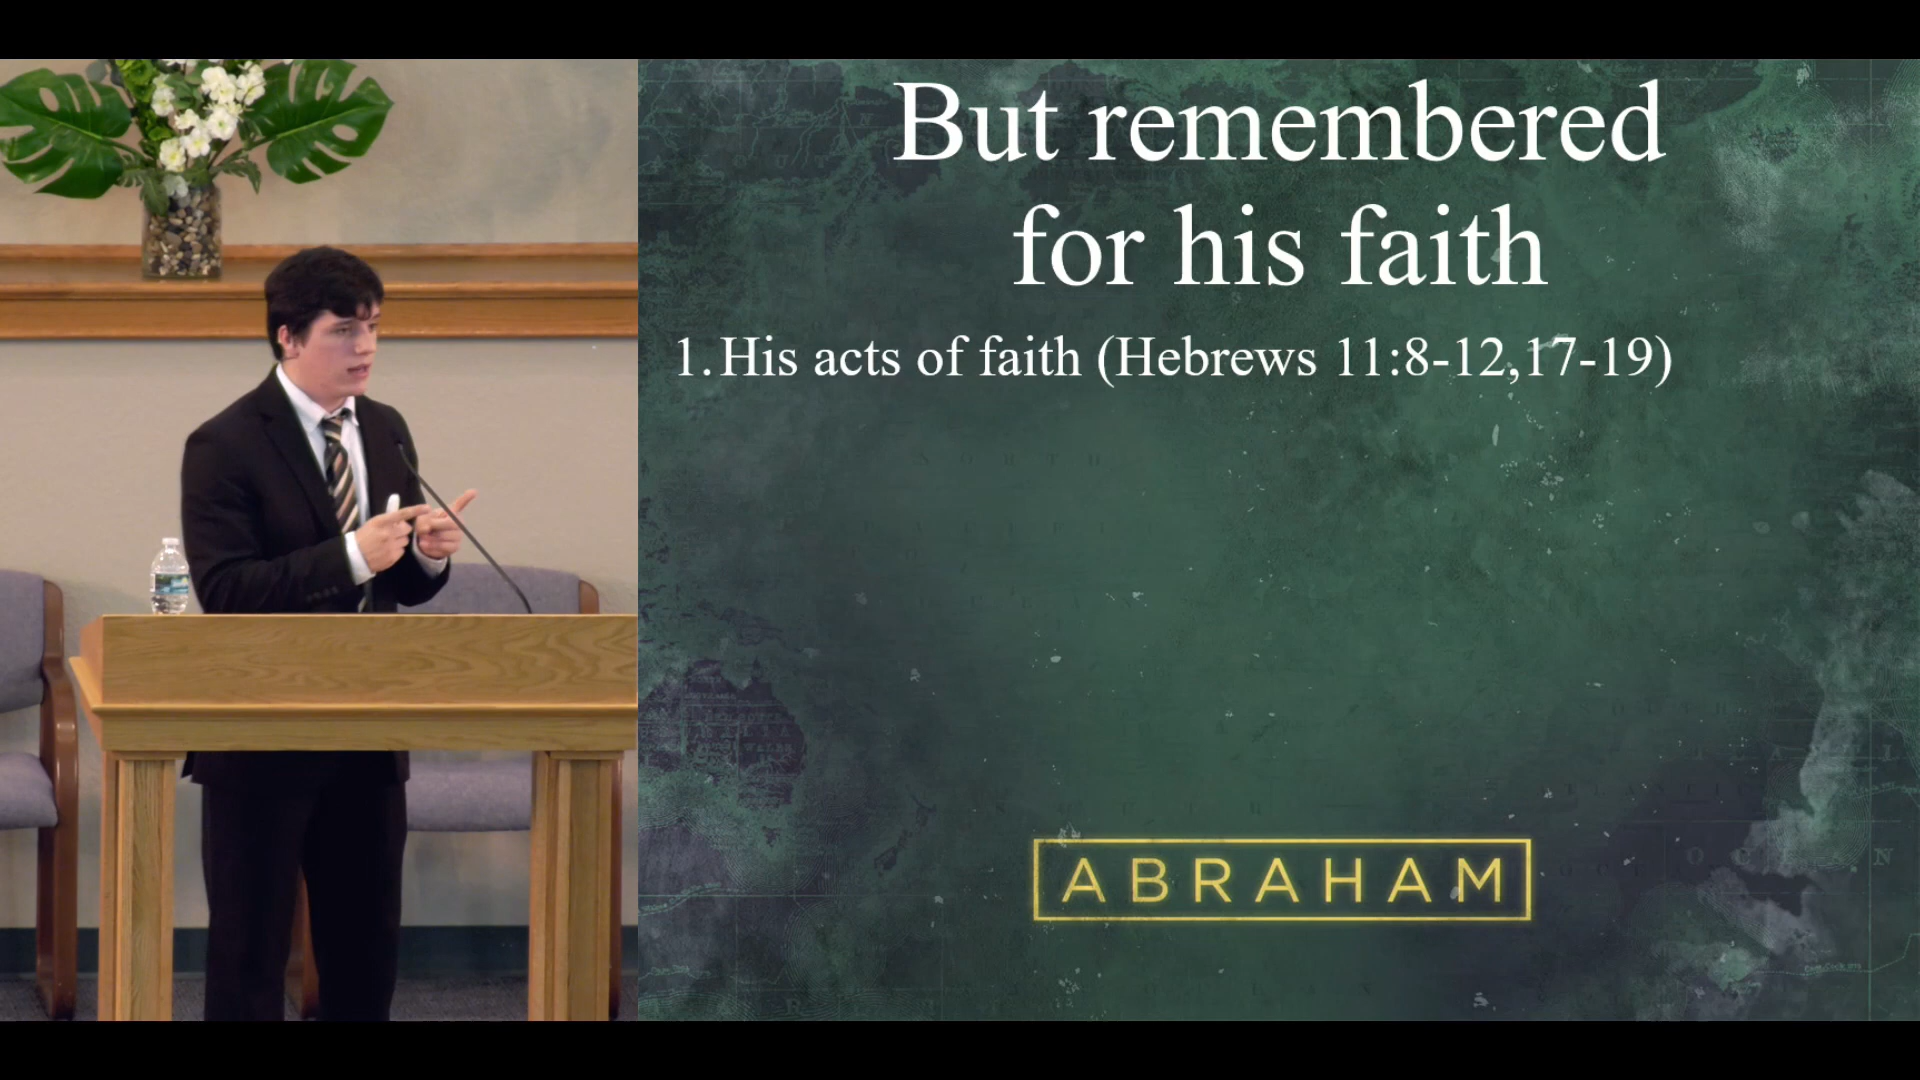 But remembered
for his faith
1. His acts of faith (Hebrews 11:8-12,17-19)
ABRAHAM